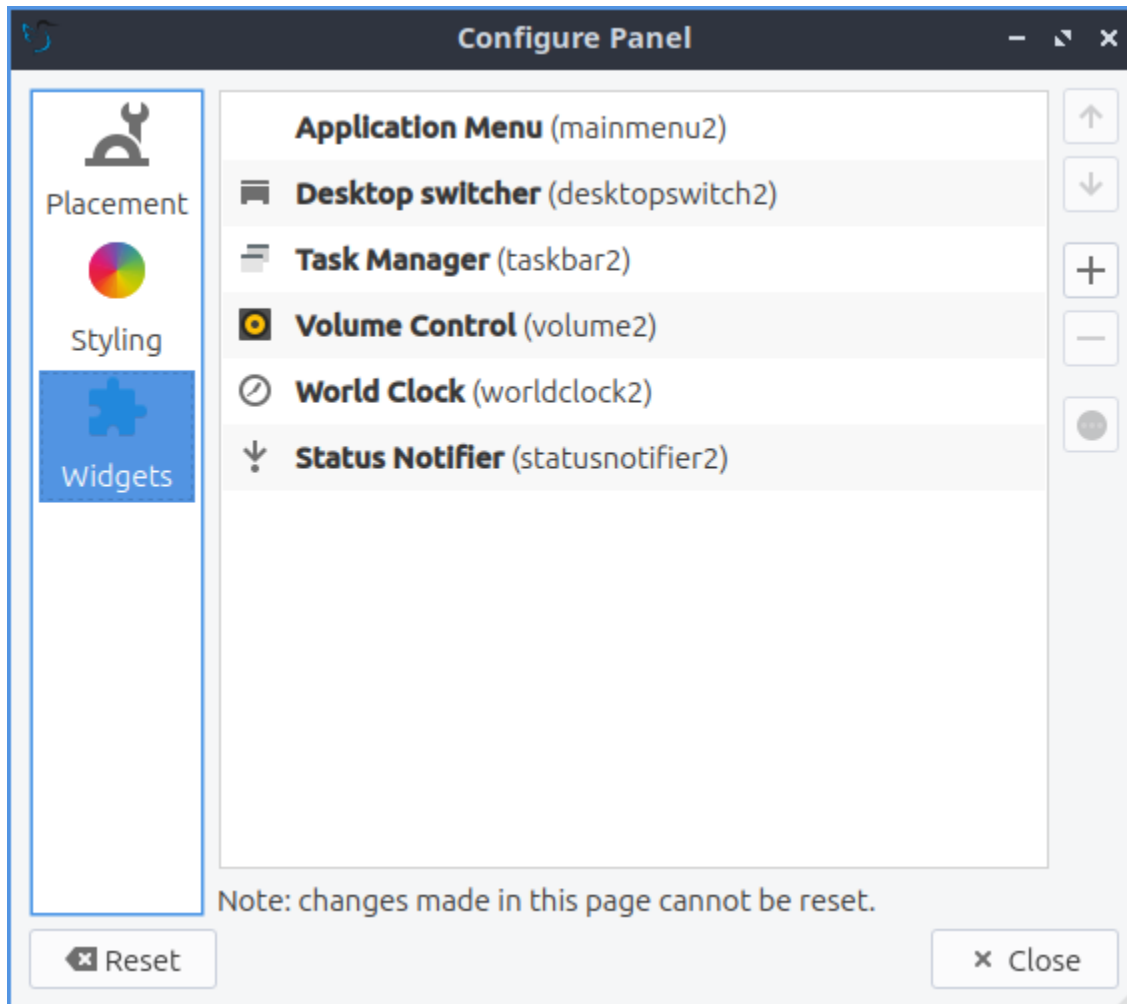 Configure Panel
Placement
Styling
Widgets
Application Menu (mainmenu2)
Desktop switcher (desktopswitch2)
Task Manager (taskbar2)
Volume Control (volume2)
World Clock (worldclock2)
Status Notifier (statusnotifier2)
Note: changes made in this page cannot be reset.
Reset
Close